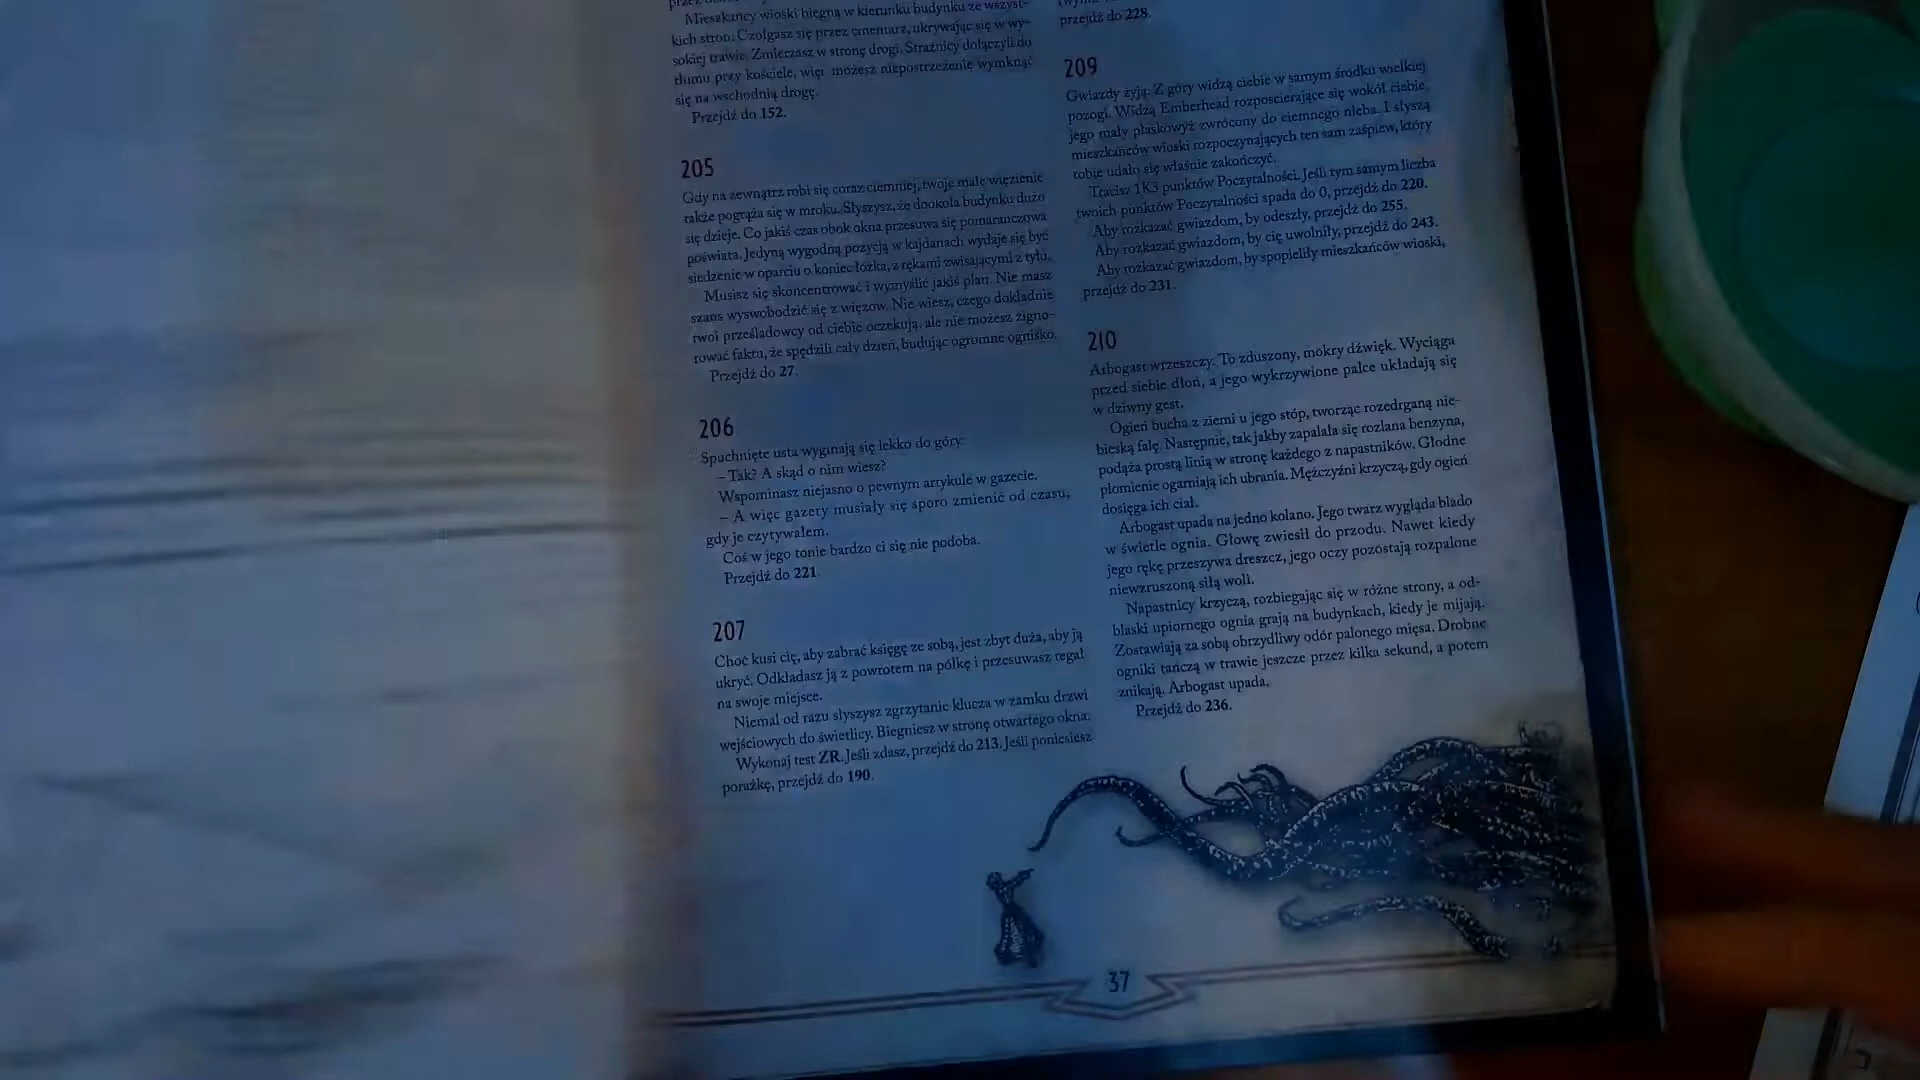 Mieszkańcy wioski biegną w kierunku budynku ze wszyst-
kich stron. Czołgasz się przez cmentarz, ukrywając się w wy-
sokiej trawie. Zmierzasz w stronę drogi. Strażnicy dołączyli do
tłumu przy kościele, więc możesz niepostrzeżenie wymknąć
się na wschodnią drogę.
Przejdź do 152.
205
Gdy na zewnątrz robi się coraz ciemniej, twoje małe więzienie
także pogrąża się w mroku. Słyszysz, że dookoła budynku dużo
się dzieje. Co jakiś czas obok okna przesuwa się pomarańczowa
poświata. Jedyną wygodną pozycją w kajdanach wydaje się być
siedzenie w oparciu o koniec łóżka, z rękami zwisającymi z tyłu.
Musisz się skoncentrować i wymyślić jakiś plan. Nie masz
szans wyswobodzić się z więzów. Nie wiesz, czego dokładnie
twoi prześladowcy od ciebie oczekują, ale nie możesz zigno-
rować faktu, że spędzili cały dzień, budując ogromne ognisko.
Przejdź do 27.
206
Spuchnięte usta wyginają się lekko do góry:
– Tak? A skąd o nim wiesz?
Wspominasz niejasno o pewnym artykule w gazecie.
– A więc gazety musiały się sporo zmienić od czasu,
gdy je czytywałem.
Coś w jego tonie bardzo ci się nie podoba.
Przejdź do 221.
207
Choć kusi cię, aby zabrać księgę ze sobą, jest zbyt duża, aby ją
ukryć. Odkładasz ją z powrotem na półkę i przesuwasz regał
na swoje miejsce.
Niemal od razu słyszysz zgrzytanie klucza w zamku drzwi
wejściowych do świetlicy. Biegniesz w stronę otwartego okna.
Wykonaj test ZR. Jeśli zdasz, przejdź do 213. Jeśli poniesiesz
porażkę, przejdź do 190.
przejdź do 228.
209
Gwiazdy żyją. Z góry widzą ciebie w samym środku wielkiej
pożogi. Widzą Emberhead rozpościerające się wokół ciebie,
jego mały płaskowyż zwrócony do ciemnego nieba. I słyszą
mieszkańców wioski rozpoczynających ten sam zaśpiew, który
tobie udało się właśnie zakończyć.
Tracisz 1K3 punktów Poczytalności. Jeśli tym samym liczba
twoich punktów Poczytalności spada do 0, przejdź do 220.
Aby rozkazać gwiazdom, by odeszły, przejdź do 255.
Aby rozkazać gwiazdom, by cię uwolniły, przejdź do 243.
Aby rozkazać gwiazdom, by spopieliły mieszkańców wioski,
przejdź do 231.
210
Arbogast wrzeszczy. To zduszony, mokry dźwięk. Wyciąga
przed siebie dłoń, a jego wykrzywione palce układają się
w dziwny gest.
Ogień bucha z ziemi u jego stóp, tworząc rozedrganą nie-
bieską falę. Następnie, tak jakby zapalała się rozlana benzyna,
podąża prostą linią w stronę każdego z napastników. Głodne
płomienie ogarniają ich ubrania. Mężczyźni krzyczą, gdy ogień
dosięga ich ciał.
Arbogast upada na jedno kolano. Jego twarz wygląda blado
w świetle ognia. Głowę zwiesił do przodu. Nawet kiedy
jego rękę przeszywa dreszcz, jego oczy pozostają rozpalone
niewzruszoną siłą woli.
Napastnicy krzyczą, rozbiegając się w różne strony, a od-
blaski upiornego ognia grają na budynkach, kiedy je mijają.
Zostawiają za sobą obrzydliwy odór palonego mięsa. Drobne
ogniki tańczą w trawie jeszcze przez kilka sekund, a potem
znikają. Arbogast upada.
Przejdź do 236.
37